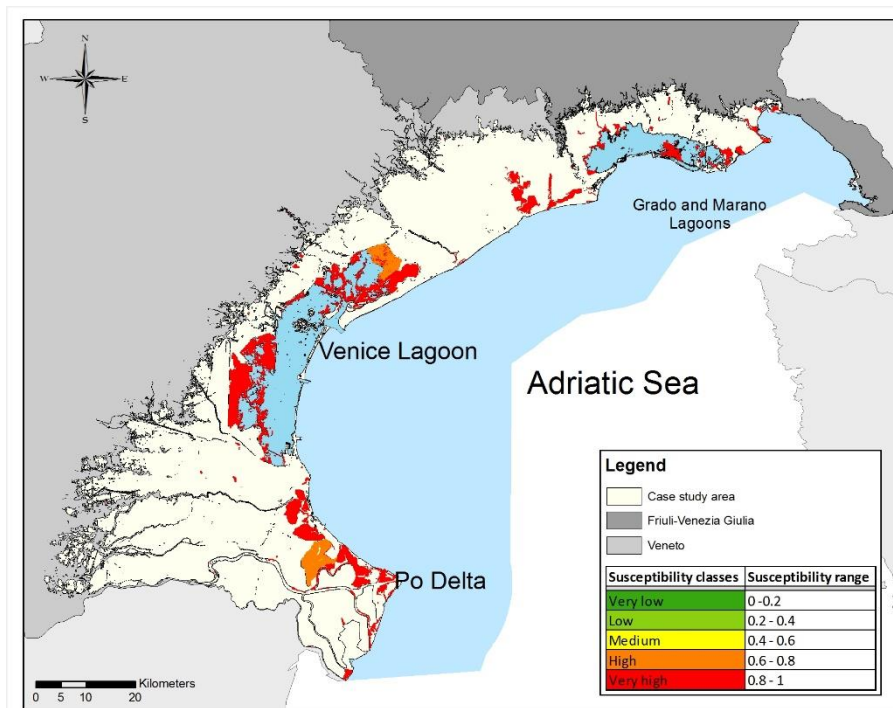 N
W E
S
Grado and Marano
Lagoons
Venice Lagoon
Adriatic Sea
Po Delta
Legend
Case study area
Friuli-Venezia Giulia
Veneto
Susceptibility classes Susceptibility range
Very low 0 -0.2
Low 0.2 - 0.4
Medium 0.4 - 0.6
High 0.6 - 0.8
Very high 0.8 - 1
Kilometers
0 5 10 20